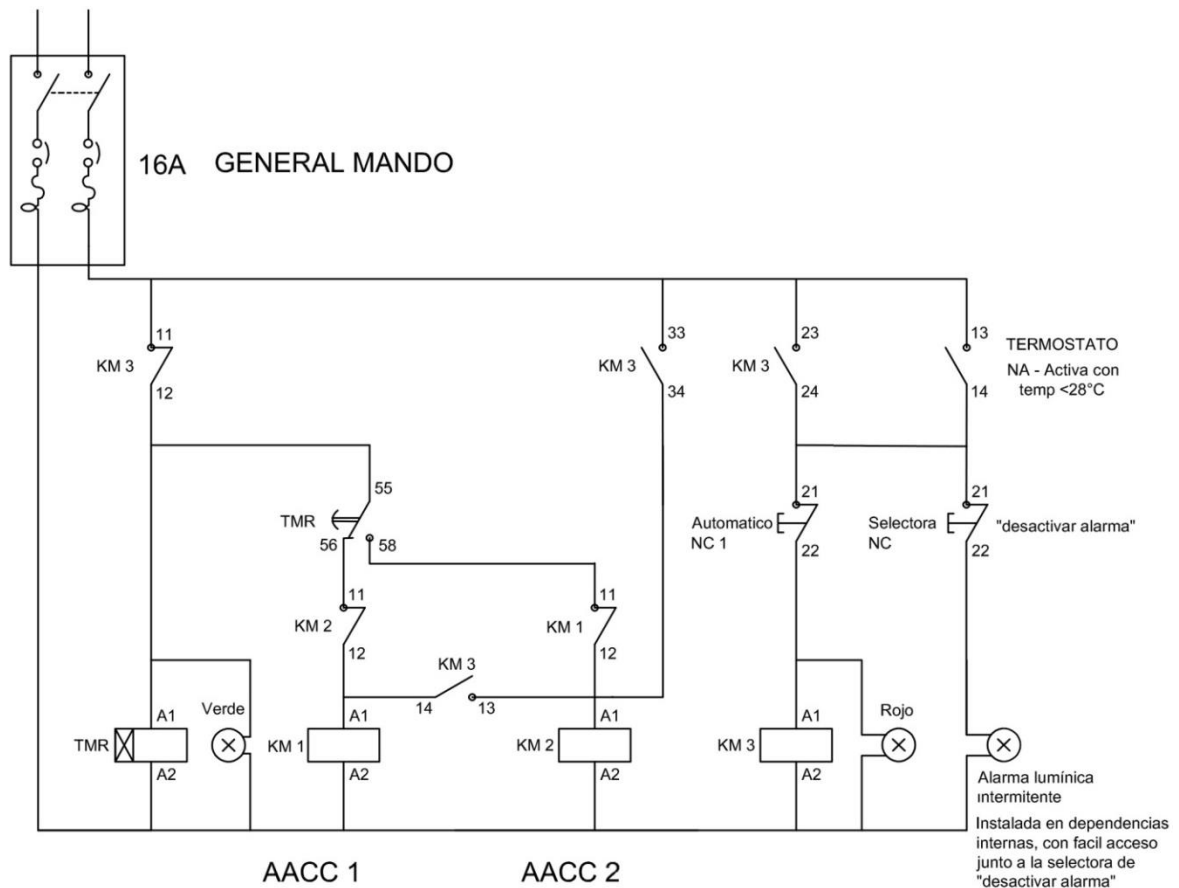 16A GENERAL MANDO
11
33
23
13
TERMOSTATO
KM 3
KM 3
KM 3
NA - Activa con
temp <28°C
12
34
24
14
55
21
21
TMR
Automatico
NC 1
Selectora
NC
"desactivar alarma"
56
58
22
22
11
11
KM 2
KM 1
12
12
KM 3
14
13
A1
Verde
A1
A1
A1
Rojo
TMR
KM 1
KM 2
KM 3
A2
A2
A2
A2
Alarma lumínica
intermitente
Instalada en dependencias
internas, con facil acceso
junto a la selectora de
"desactivar alarma"
AACC 1
AACC 2